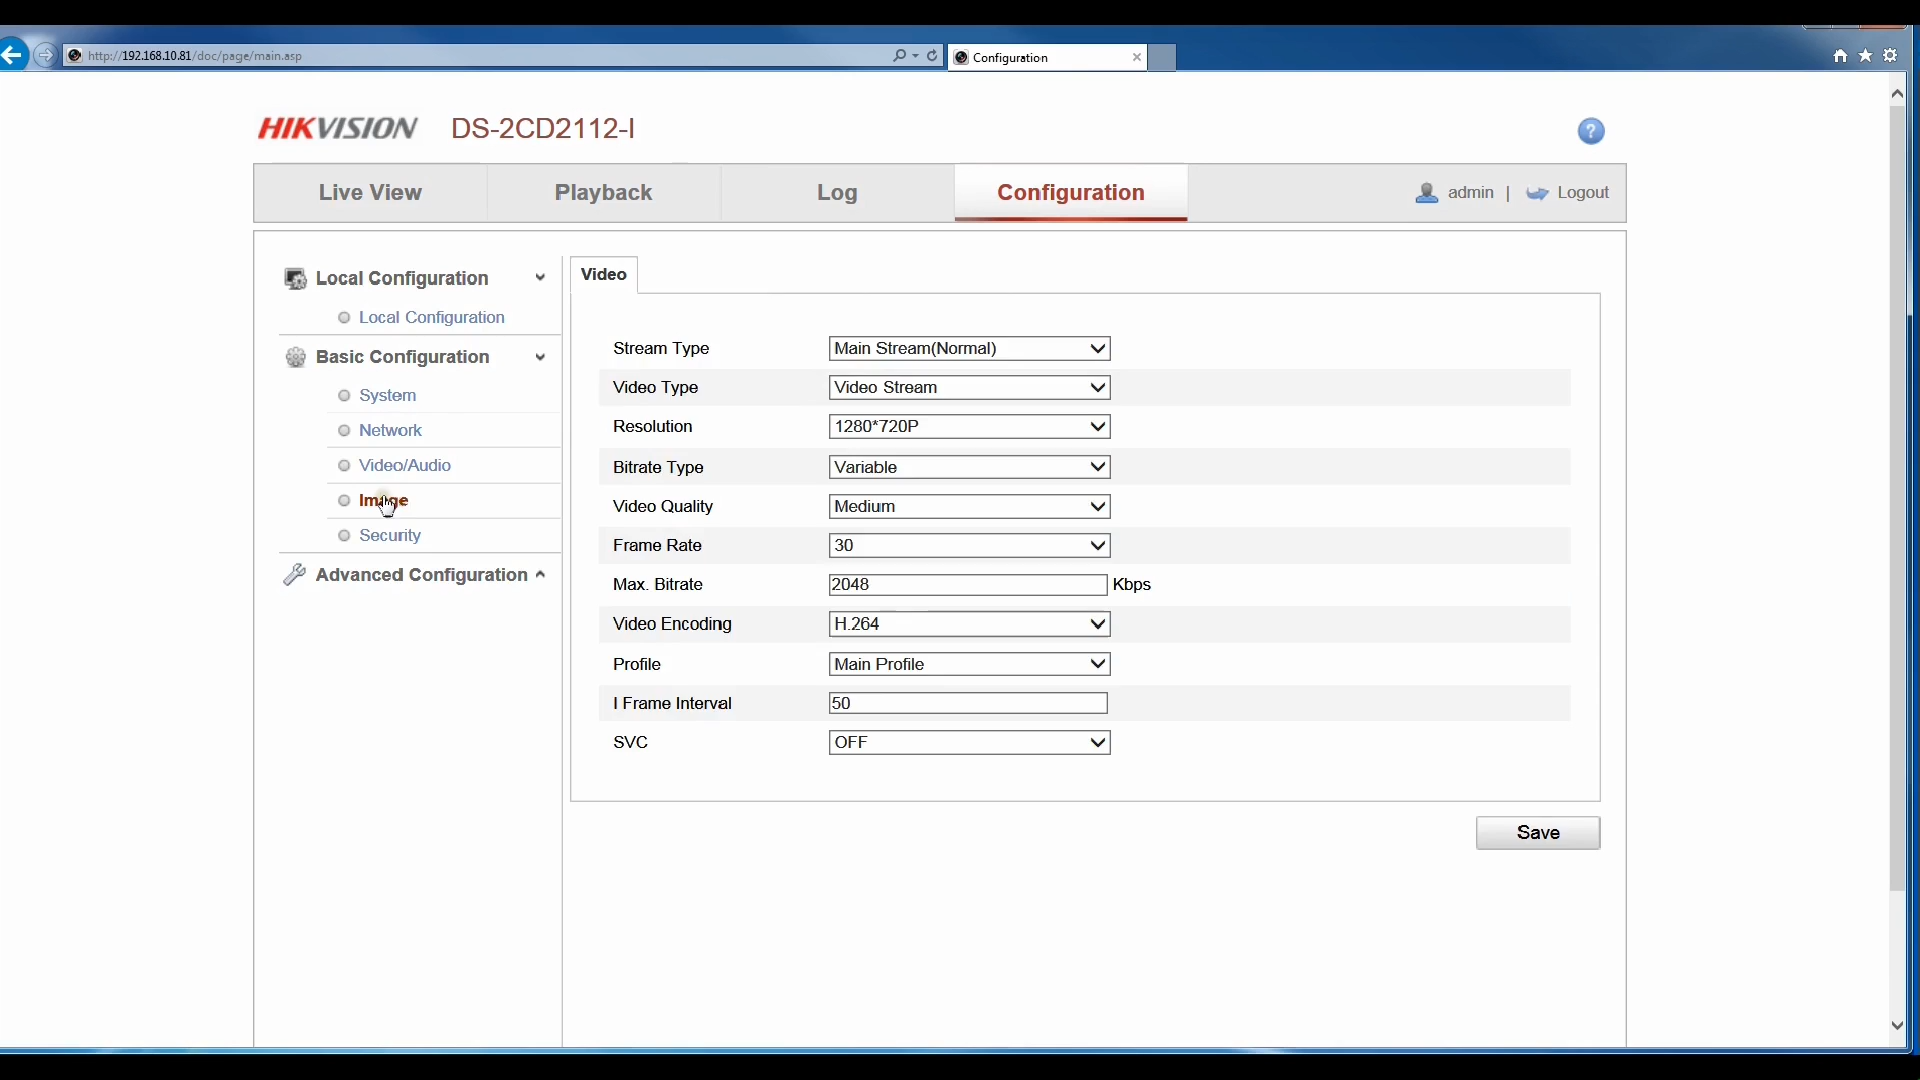 http://192.168.10.81/doc/page/main.asp
Configuration
HIKVISION DS-2CD2112-I
?
Live View Playback Log Configuration admin | Logout
Local Configuration
Local Configuration
Basic Configuration
System
Network
Video/Audio
Image
Security
Advanced Configuration
Video
Stream Type Main Stream(Normal)
Video Type Video Stream
Resolution 1280*720P
Bitrate Type Variable
Video Quality Medium
Frame Rate 30
Max. Bitrate 2048 Kbps
Video Encoding H.264
Profile Main Profile
I Frame Interval 50
SVC OFF
Save